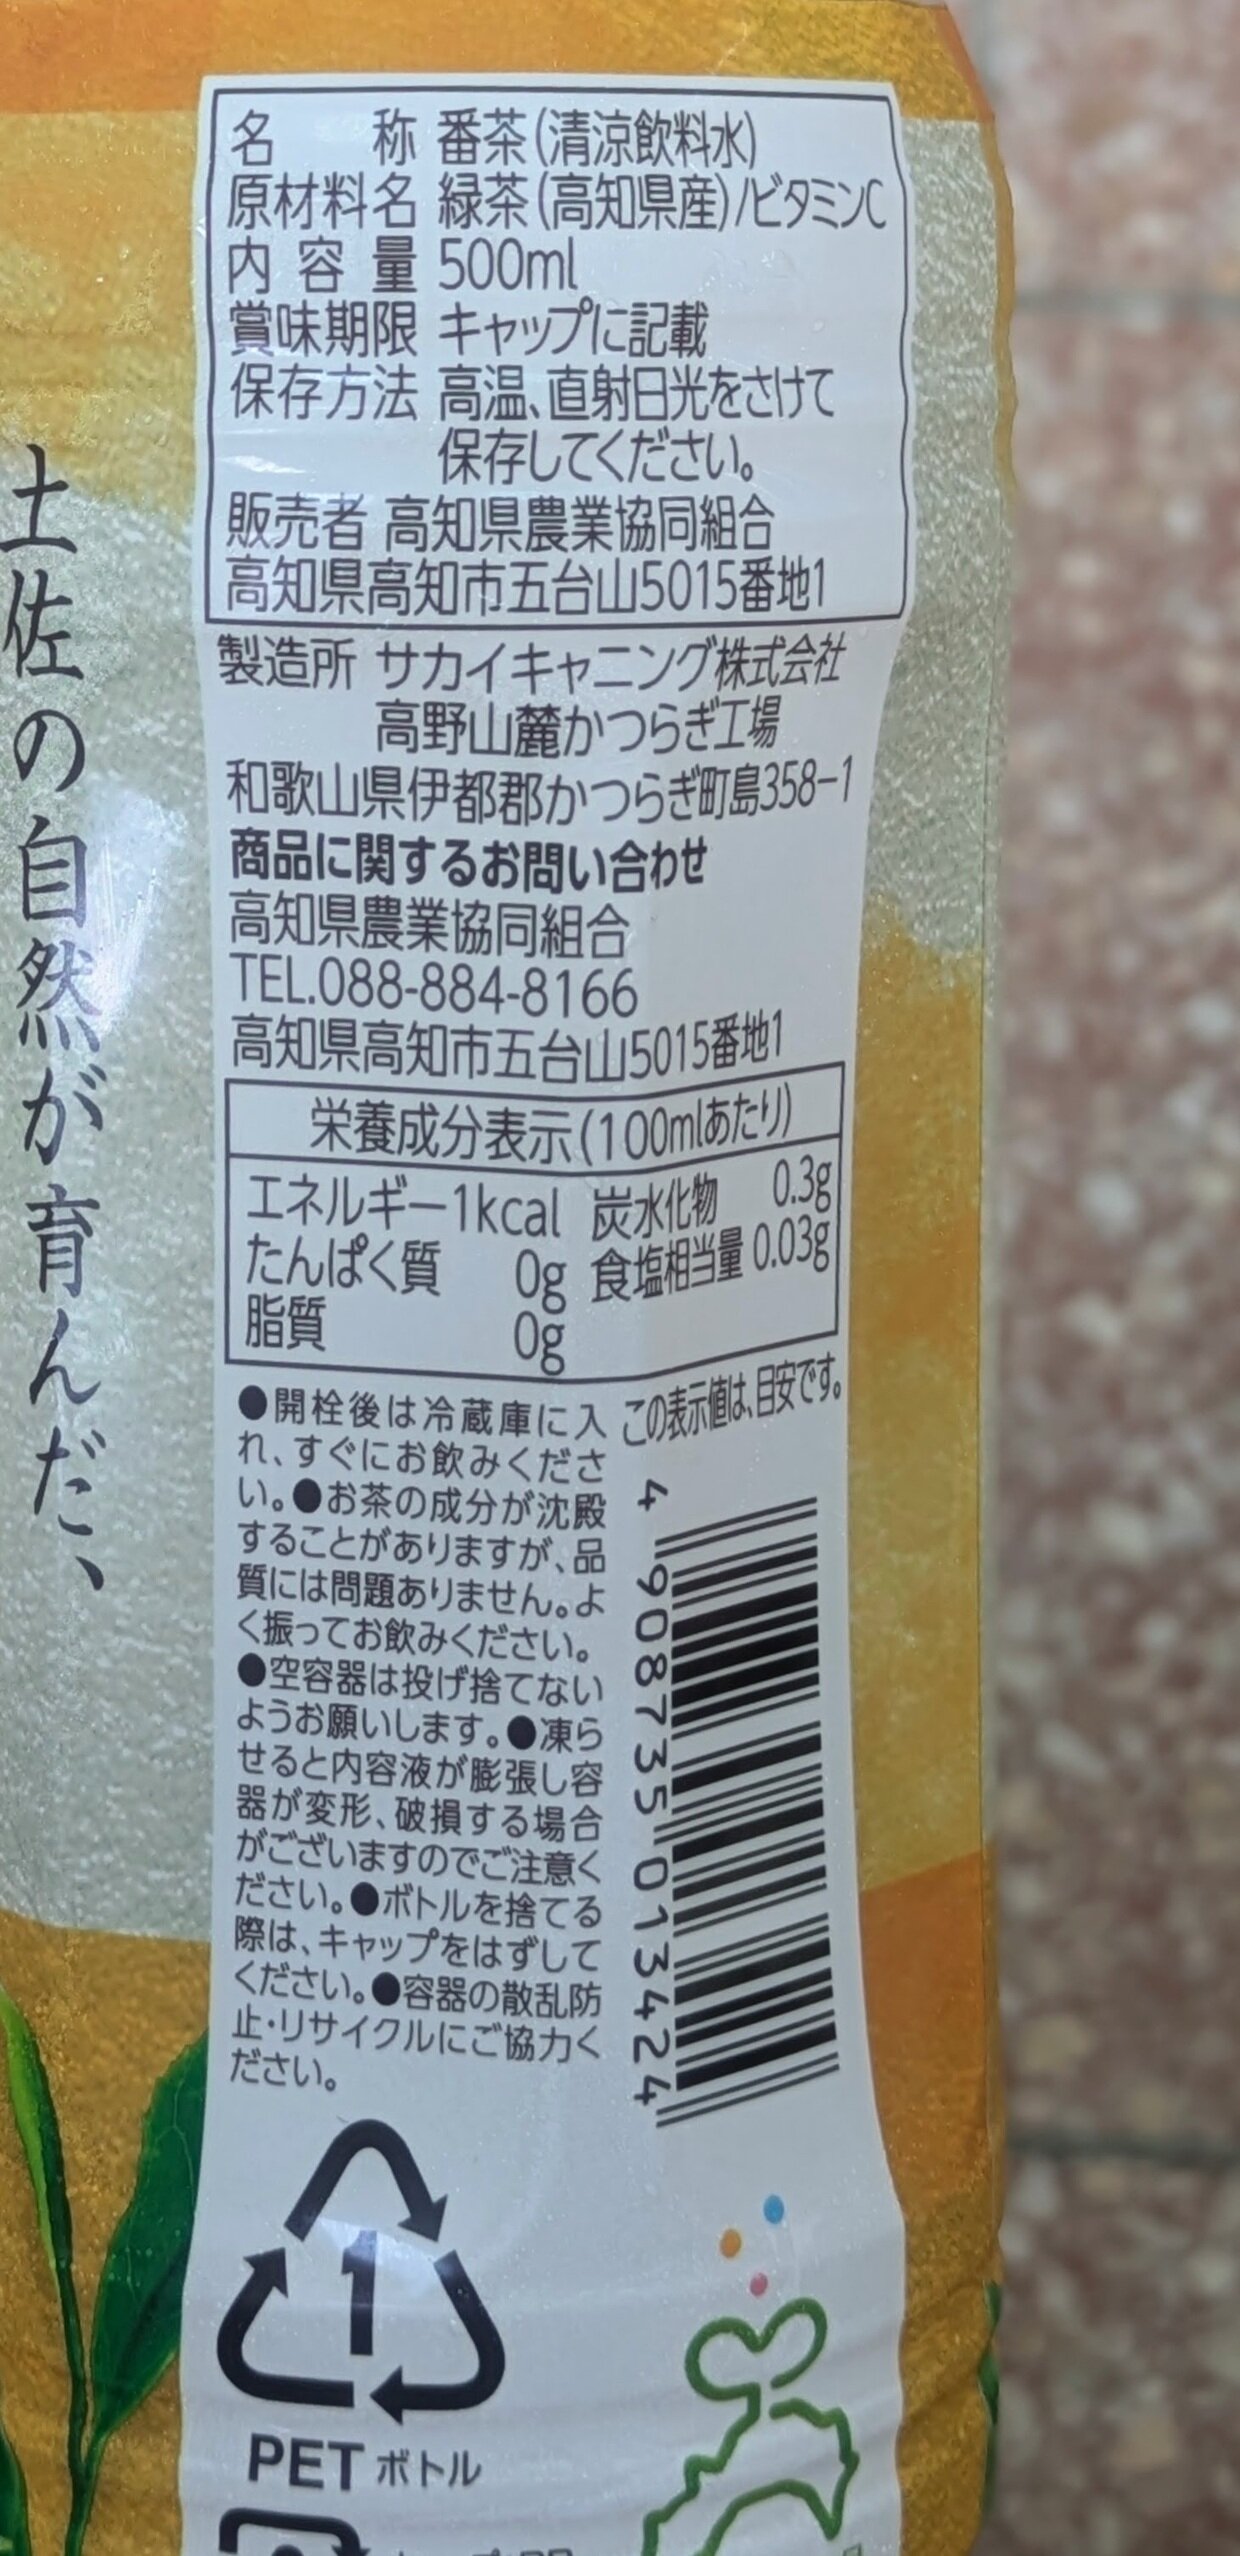 土佐の自然が育んだ、
名　　称 番茶(清涼飲料水)
原材料名 緑茶(高知県産)/ビタミンC
内 容 量 500ml
賞味期限 キャップに記載
保存方法 高温、直射日光をさけて
保存してください。
販売者 高知県農業協同組合
高知県高知市五台山5015番地1
製造所 サカイキャニング株式会社
高野山麓かつらぎ工場
和歌山県伊都郡かつらぎ町島358-1
商品に関するお問い合わせ
高知県農業協同組合
TEL.088-884-8166
高知県高知市五台山5015番地1
栄養成分表示(100mlあたり)
エネルギー1kcal 炭水化物 0.3g
たんぱく質 0g 食塩相当量 0.03g
脂質 0g
この表示値は、目安です。
●開栓後は冷蔵庫に入
れ、すぐにお飲みくださ
い。●お茶の成分が沈殿
することがありますが、品
質には問題ありません。よ
く振ってお飲みください。
●空容器は投げ捨てない
ようお願いします。●凍ら
せると内容液が膨張し容
器が変形、破損する場合
がございますのでご注意く
ださい。●ボトルを捨てる
際は、キャップをはずして
ください。●容器の散乱防
止・リサイクルにご協力く
ださい。
4 908735 013424
1
PET ボトル